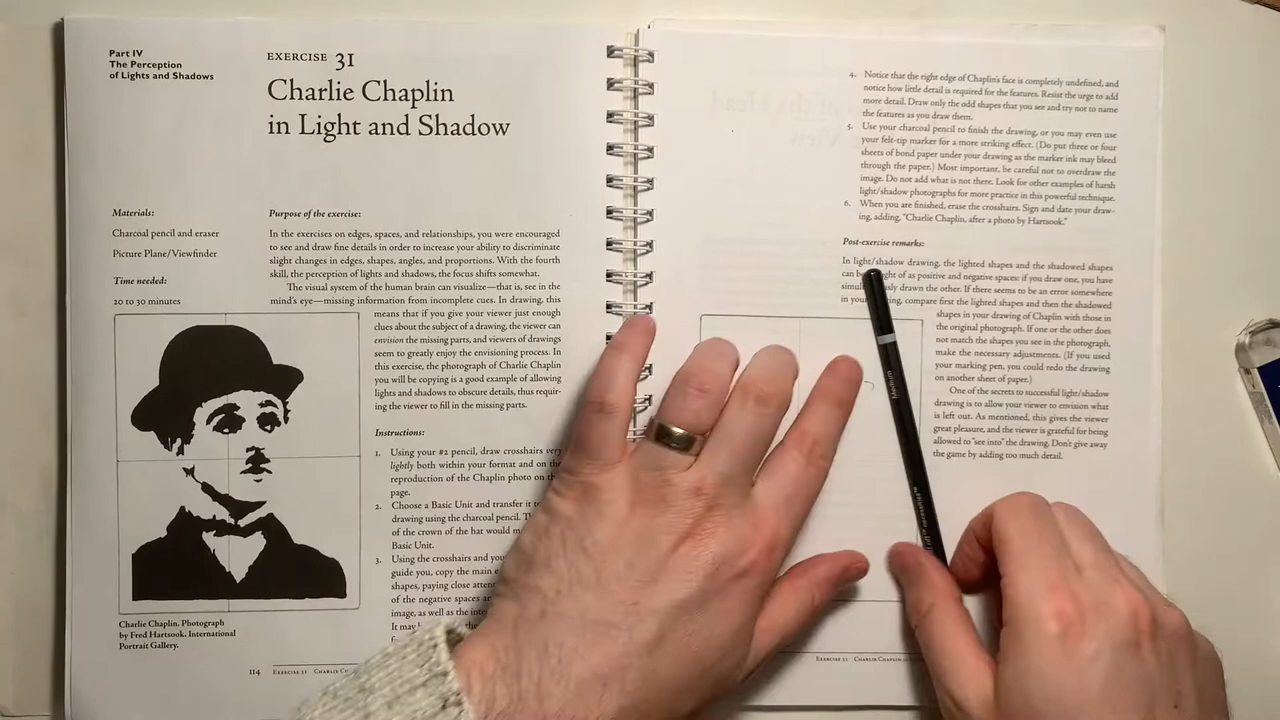 Part IV
The Perception
of Lights and Shadows
EXERCISE 31
Charlie Chaplin
in Light and Shadow
Materials:
Charcoal pencil and eraser
Picture Plane/Viewfinder
Time needed:
20 to 30 minutes
Purpose of the exercise:
In the exercises on edges, spaces, and relationships, you were encouraged
to see and draw fine details in order to increase your ability to discriminate
slight changes in edges, shapes, angles, and proportions. With the fourth
skill, the perception of lights and shadows, the focus shifts somewhat.
The visual system of the human brain can visualize—that is, see in the
mind's eye—missing information from incomplete cues. In drawing, this
means that if you give your viewer just enough
clues about the subject of a drawing, the viewer can
envision the missing parts, and viewers of drawings
seem to greatly enjoy the envisioning process. In
this exercise, the photograph of Charlie Chaplin
you will be copying is a good example of allowing
lights and shadows to obscure details, thus requir-
ing the viewer to fill in the missing parts.
Instructions:
1. Using your #2 pencil, draw crosshairs very
lightly both within your format and on the
reproduction of the Chaplin photo on the
page.
2. Choose a Basic Unit and transfer it to
drawing using the charcoal pencil.
of the crown of the hat would m
Basic Unit.
3. Using the crosshairs and you
guide you, copy the main e
shapes, paying close atten
of the negative spaces a
image, as well as the inte
It may
Charlie Chaplin. Photograph
by Fred Hartsook. International
Portrait Gallery.
114 EXERCISE 31 CHARLIE CH
4. Notice that the right edge of Chaplin's face is completely undefined, and
notice how little detail is required for the features. Resist the urge to add
more detail. Draw only the odd shapes that you see and try not to name
the features as you draw them.
5. Use your charcoal pencil to finish the drawing, or you may even use
your felt-tip marker for a more striking effect. (Do put three or four
sheets of bond paper under your drawing as the marker ink may bleed
through the paper.) Most important, be careful not to overdraw the
image. Do not add what is not there. Look for other examples of harsh
light/shadow photographs for more practice in this powerful technique.
6. When you are finished, erase the crosshairs. Sign and date your draw-
ing, adding, "Charlie Chaplin, after a photo by Hartsook."
Post-exercise remarks:
In light/shadow drawing, the lighted shapes and the shadowed shapes
can be ght of as positive and negative spaces: if you draw one, you have
simul sly drawn the other. If there seems to be an error somewhere
in your ing, compare first the lighted shapes and then the shadowed
shapes in your drawing of Chaplin with those in
the original photograph. If one or the other does
not match the shapes you see in the photograph,
make the necessary adjustments. (If you used
your marking pen, you could redo the drawing
on another sheet of paper.)
One of the secrets to successful light/shadow
drawing is to allow your viewer to envision what
is left out. As mentioned, this gives the viewer
great pleasure, and the viewer is grateful for being
allowed to "see into" the drawing. Don't give away
the game by adding too much detail.
EXERCISE 31 CHARLIE CHAPLIN
Medium